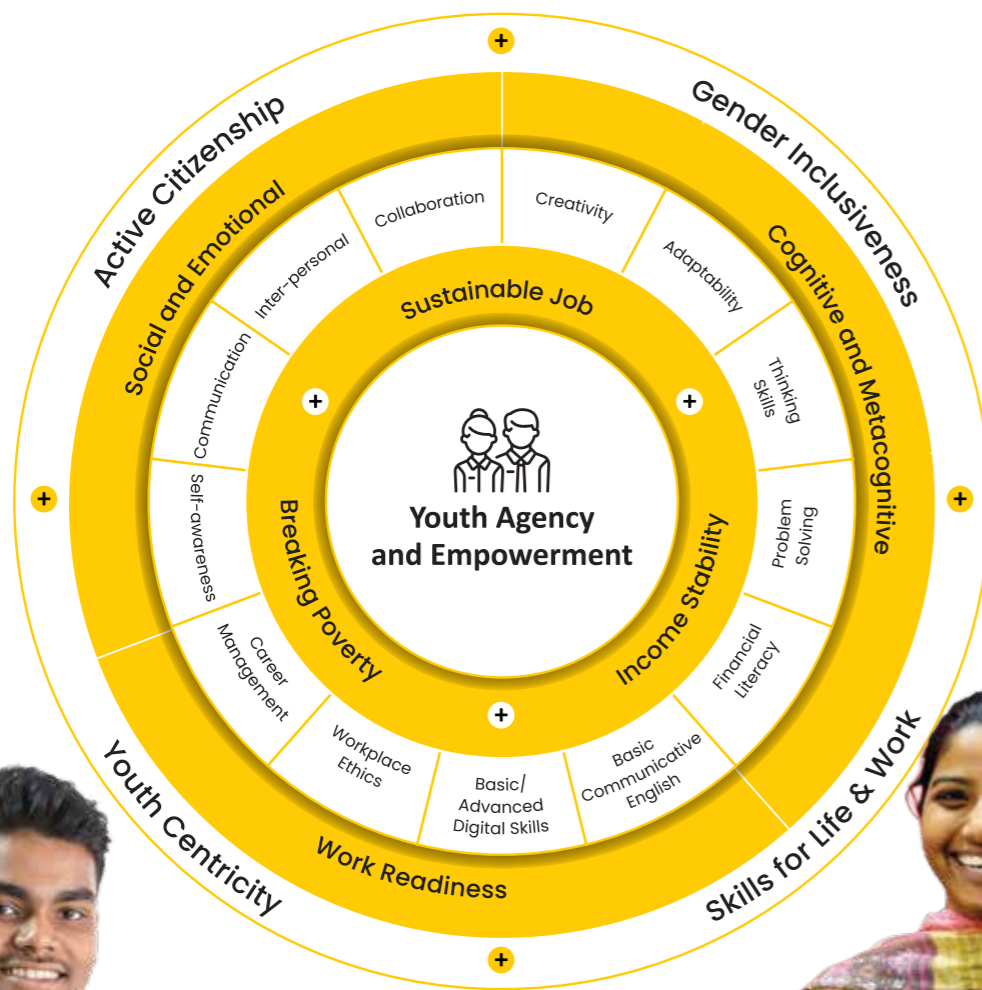 Active Citizenship
Gender Inclusiveness
Skills for Life & Work
Youth Centricity
Social and Emotional
Cognitive and Metacognitive
Work Readiness
Collaboration
Creativity
Adaptability
Thinking
Skills
Problem
Solving
Financial
Literacy
Basic
Communicative
English
Basic/
Advanced
Digital Skills
Workplace
Ethics
Career
Management
Self-awareness
Communication
Inter-personal
Sustainable Job
Income Stability
Breaking Poverty
Youth Agency
and Empowerment